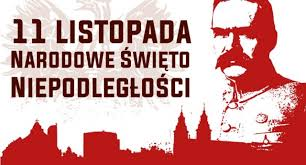 11 LISTOPADA
NARODOWE ŚWIĘTO
NIEPODLEGŁOŚCI